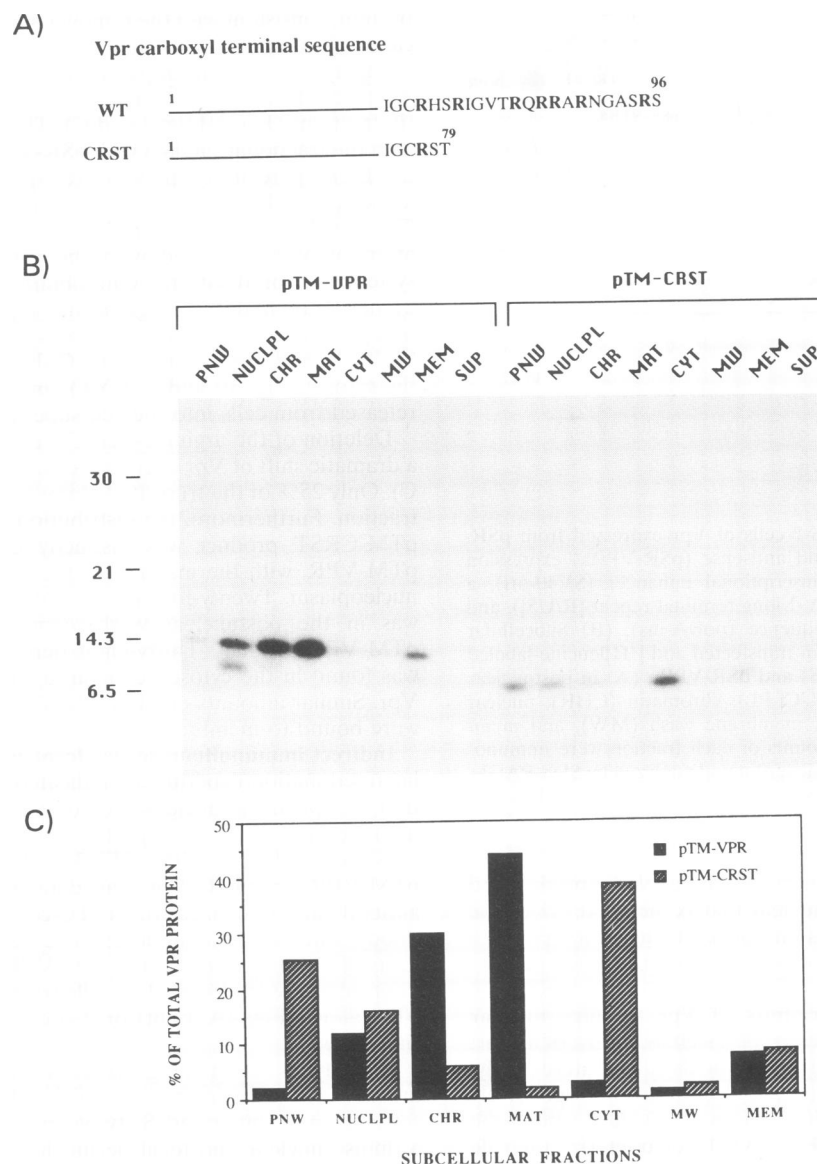 A)
Vpr carboxyl terminal sequence
WT 1 IGCRHSRIGVTRQRRARNGASRS 96
CRST 1 IGCRST 79
B)
pTM-VPR pTM-CRST
PNW NUCLPL CHR MAT CYT MW MEM SUP PNW NUCLPL CHR MAT CYT MW MEM SUP
30
21
14.3
6.5
C)
50
40
30
20
10
0
% OF TOTAL VPR PROTEIN
pTM-VPR
pTM-CRST
PNW NUCLPL CHR MAT CYT MW MEM
SUBCELLULAR FRACTIONS